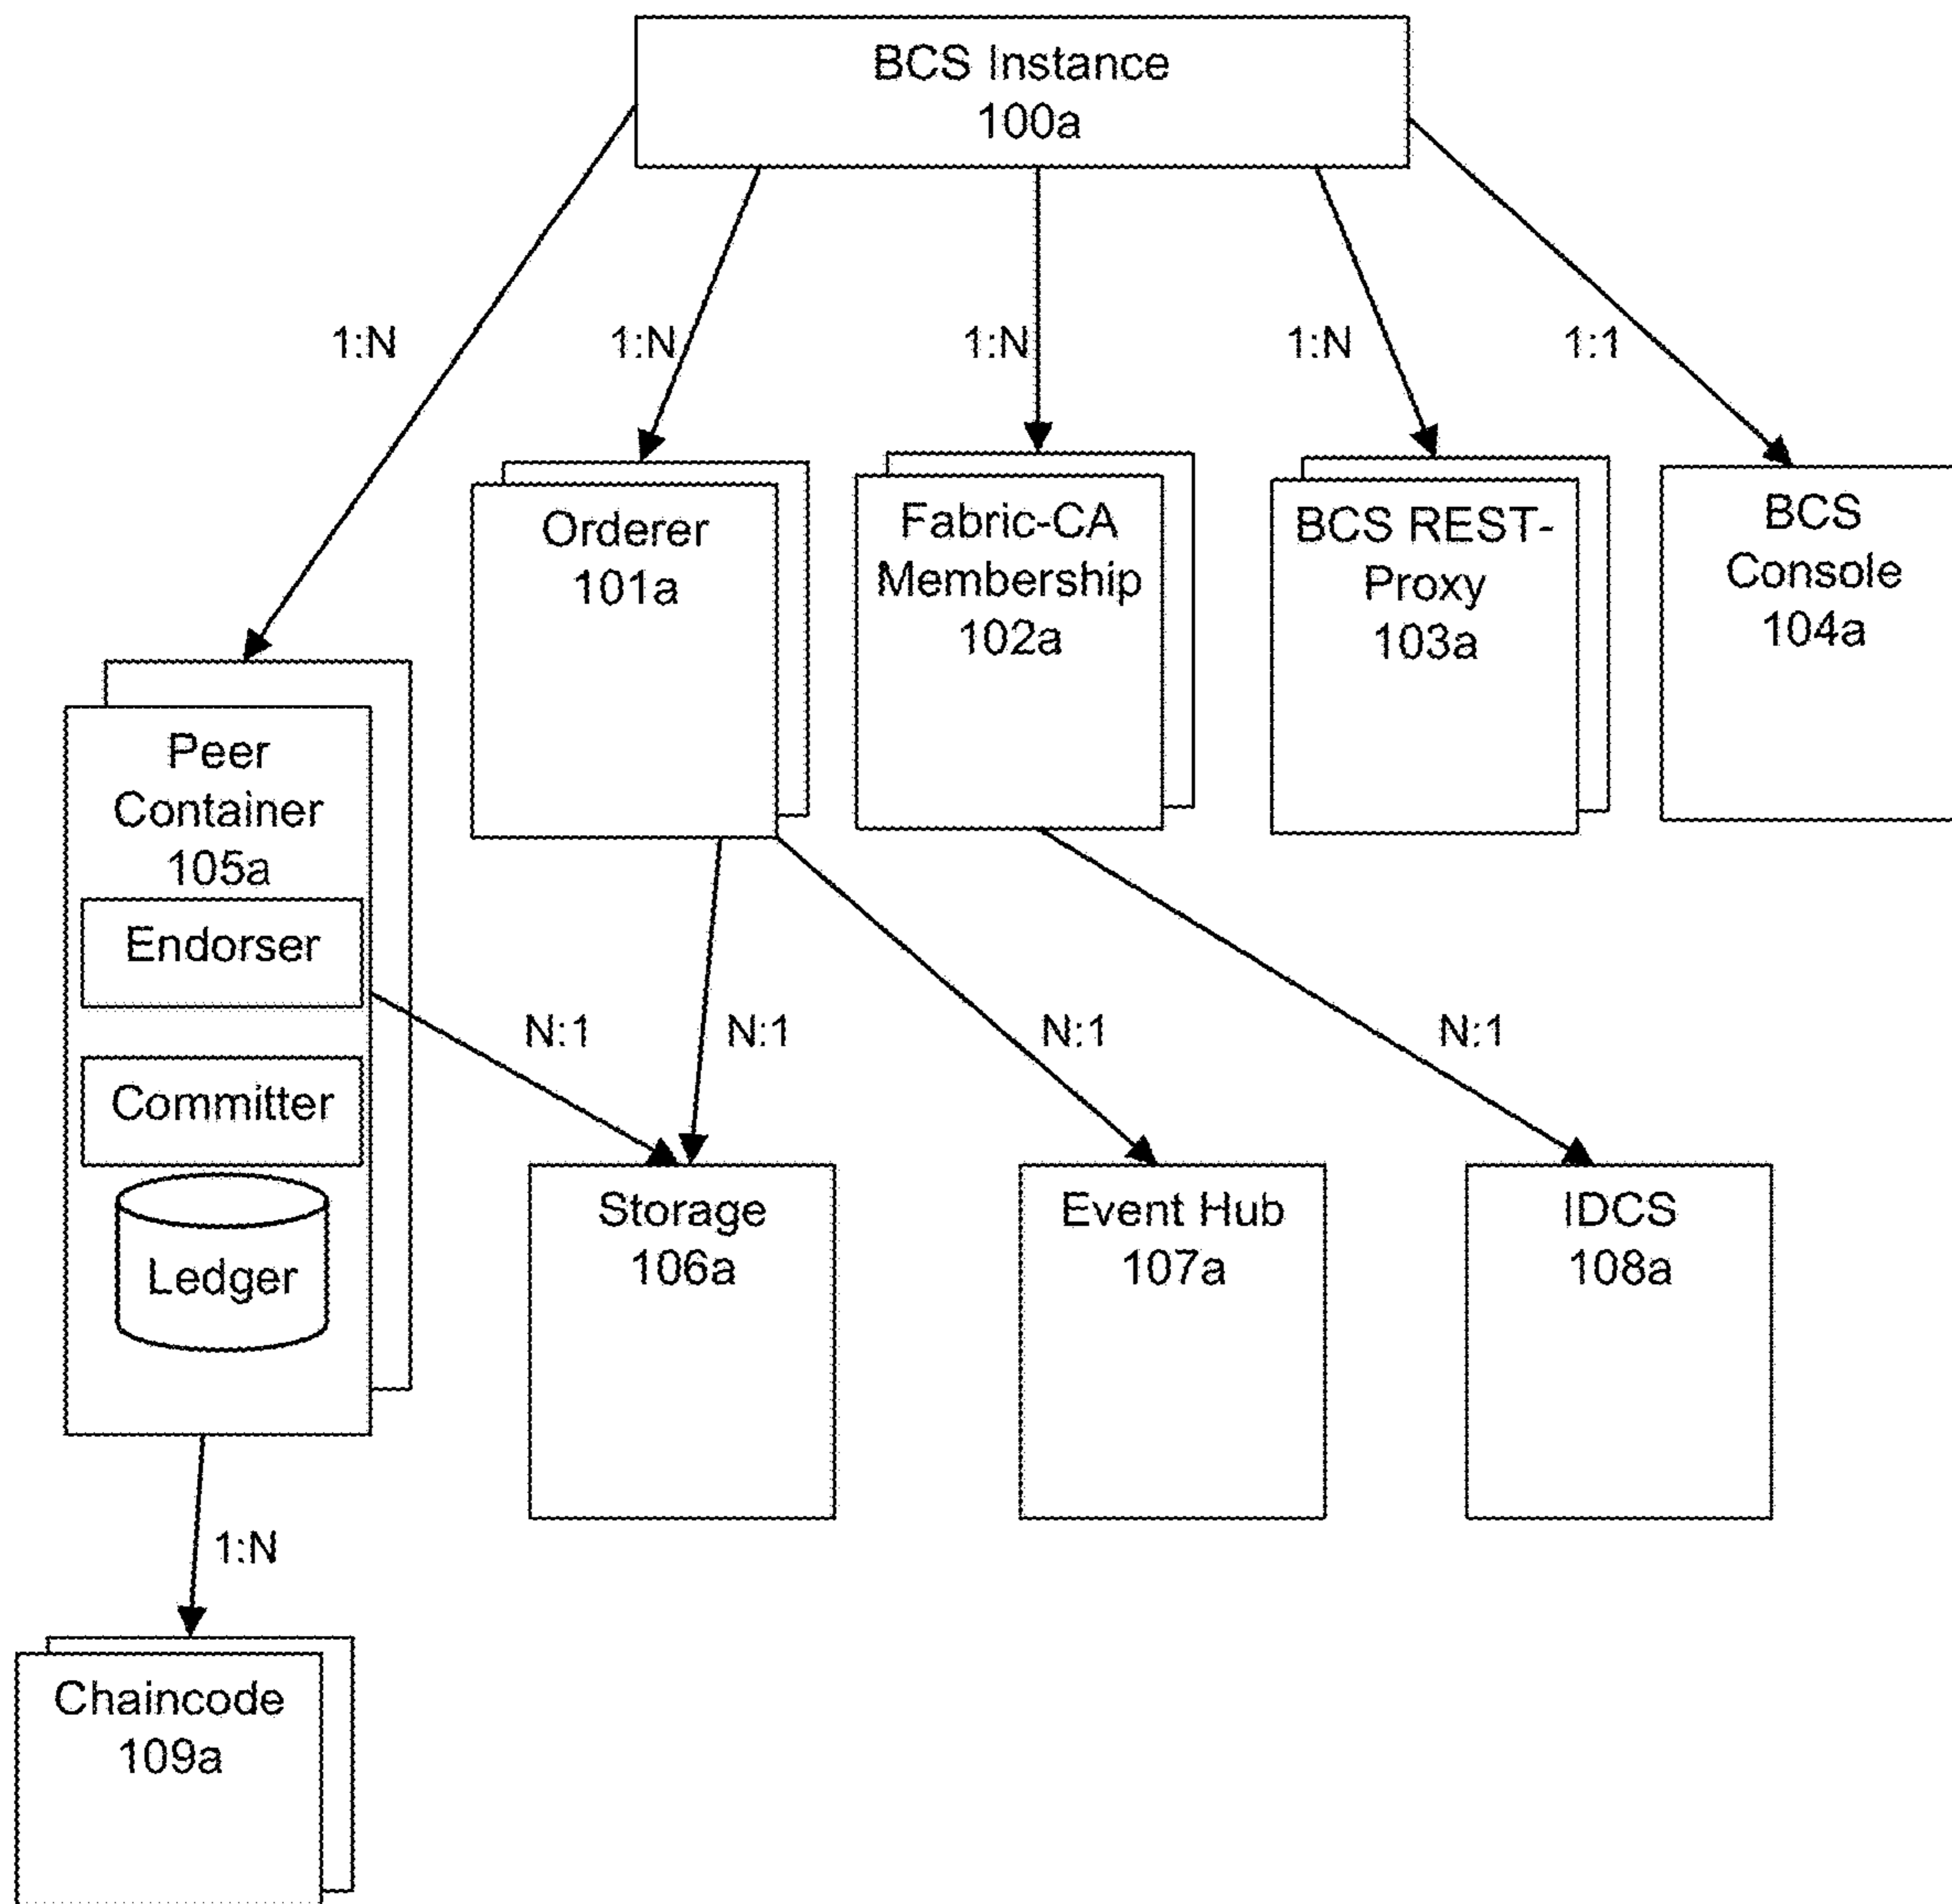 BCS Instance
100a
1:N
1:N
1:N
1:N
1:1
Orderer
101a
Fabric-CA
Membership
102a
BCS REST-
Proxy
103a
BCS
Console
104a
Peer
Container
105a
Endorser
Committer
Ledger
N:1
N:1
N:1
N:1
Storage
106a
Event Hub
107a
IDCS
108a
1:N
Chaincode
109a